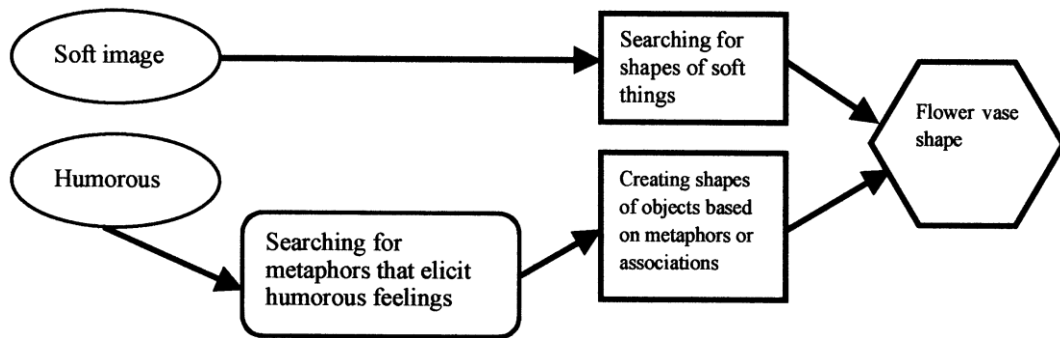 Soft image
Searching for
shapes of soft
things
Flower vase
shape
Humorous
Searching for
metaphors that elicit
humorous feelings
Creating shapes
of objects based
on metaphors or
associations